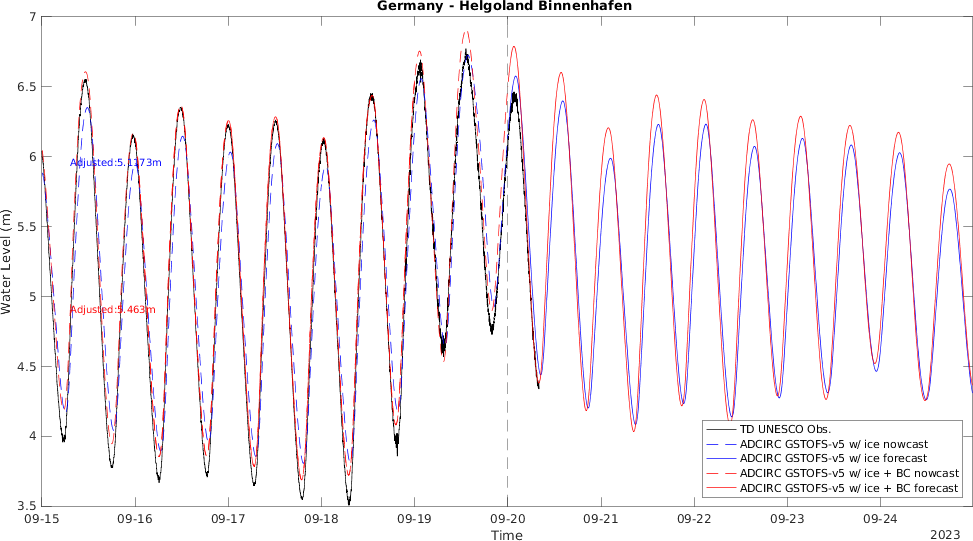 Germany - Helgoland Binnenhafen
7
6.5
6
5.5
5
4.5
4
3.5
Water Level (m)
Adjusted:5.1273m
Adjusted:5.463m
TD UNESCO Obs.
ADCIRC GSTOFS-v5 w/ ice nowcast
ADCIRC GSTOFS-v5 w/ ice forecast
ADCIRC GSTOFS-v5 w/ ice + BC nowcast
ADCIRC GSTOFS-v5 w/ ice + BC forecast
09-15
09-16
09-17
09-18
09-19
09-20
09-21
09-22
09-23
09-24
Time
2023